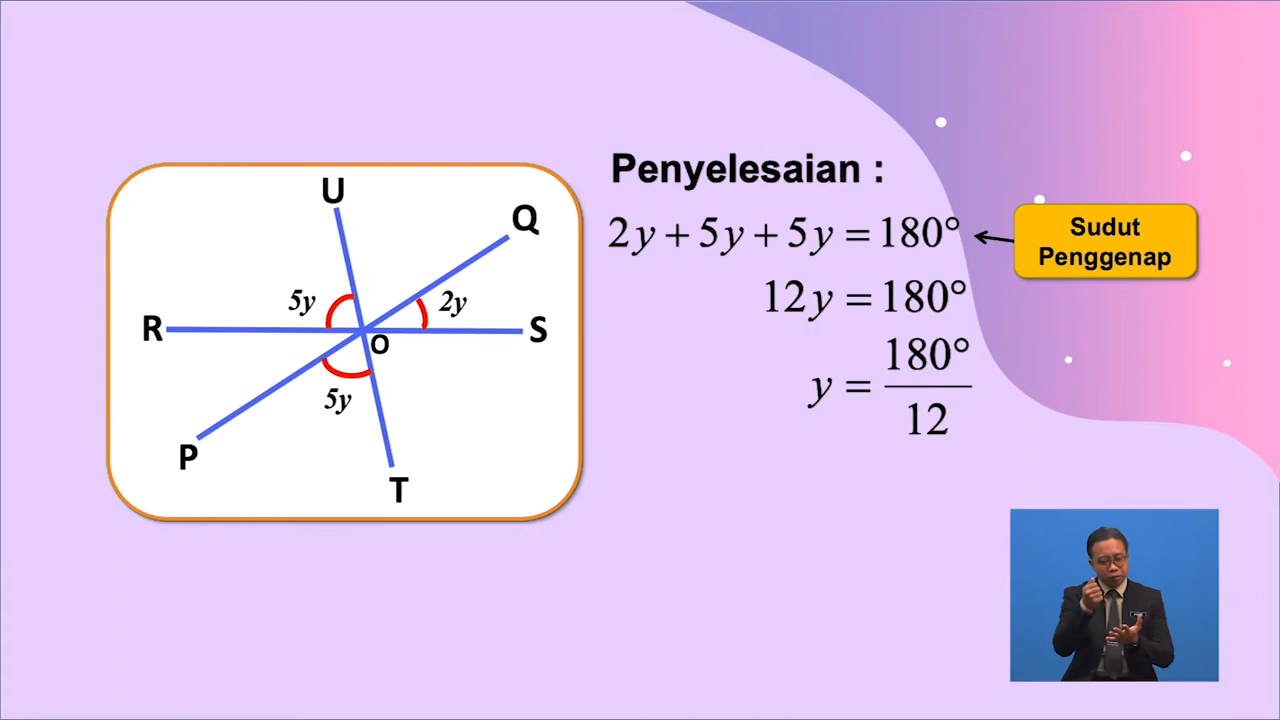 U
Q
5y
2y
R
O
S
5y
P
T
Penyelesaian :
2y + 5y + 5y = 180°
Sudut
Penggenap
12y = 180°
y = 180°/12